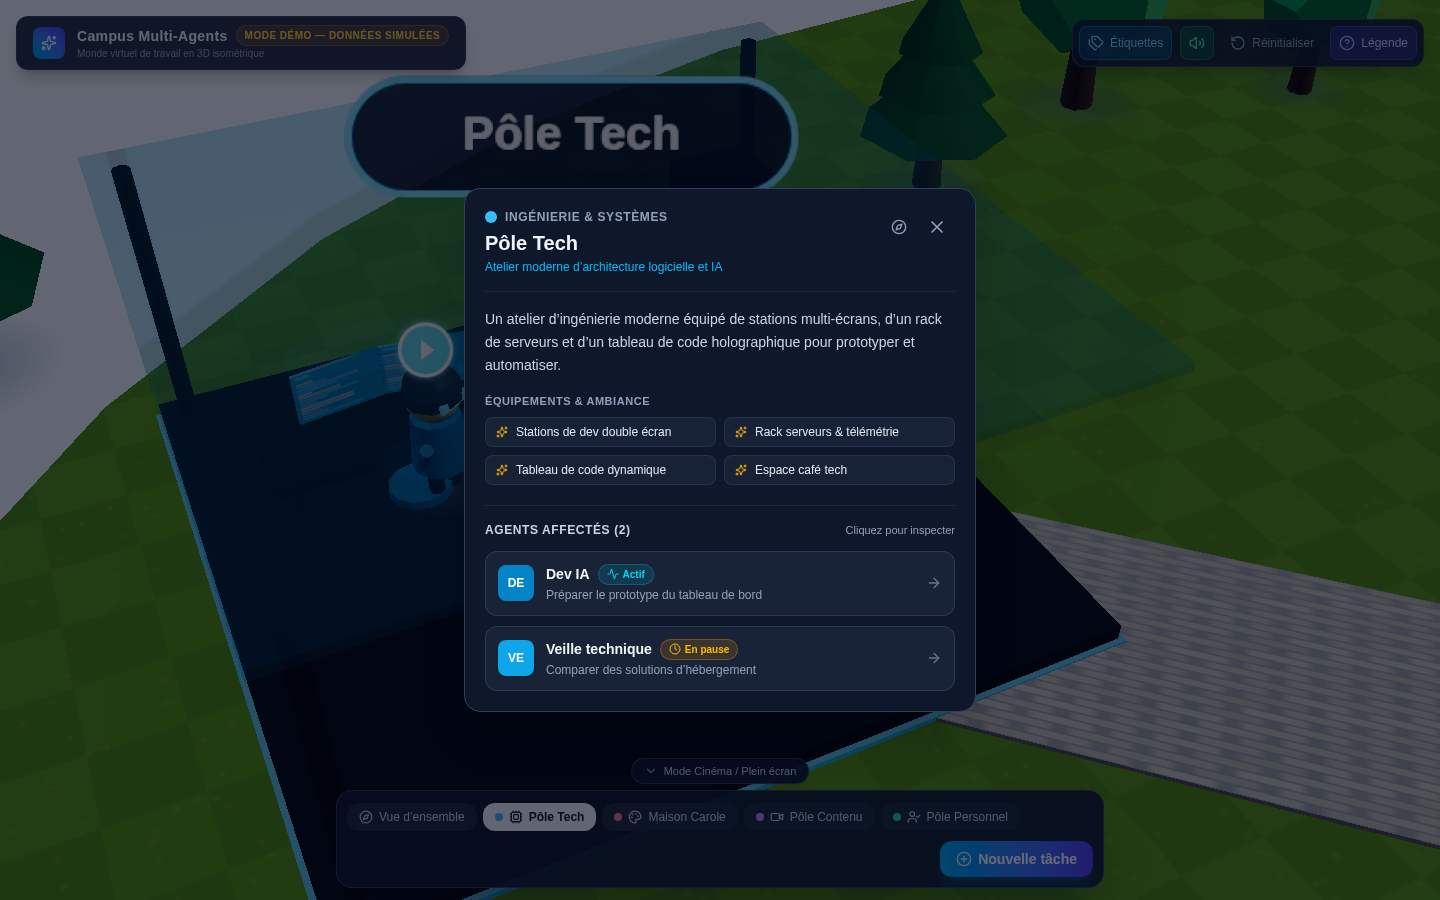 Campus Multi-Agents
MODE DÉMO — DONNÉES SIMULÉES
Monde virtuel de travail en 3D isométrique
Étiquettes
Réinitialiser
Légende
Pôle Tech
INGÉNIERIE & SYSTÈMES
Pôle Tech
Atelier moderne d’architecture logicielle et IA
Un atelier d’ingénierie moderne équipé de stations multi-écrans, d’un rack
de serveurs et d’un tableau de code holographique pour prototyper et
automatiser.
ÉQUIPEMENTS & AMBIANCE
Stations de dev double écran
Rack serveurs & télémétrie
Tableau de code dynamique
Espace café tech
AGENTS AFFECTÉS (2)
Cliquez pour inspecter
DE
Dev IA
Actif
Préparer le prototype du tableau de bord
VE
Veille technique
En pause
Comparer des solutions d’hébergement
Mode Cinéma / Plein écran
Vue d’ensemble
Pôle Tech
Maison Carole
Pôle Contenu
Pôle Personnel
Nouvelle tâche